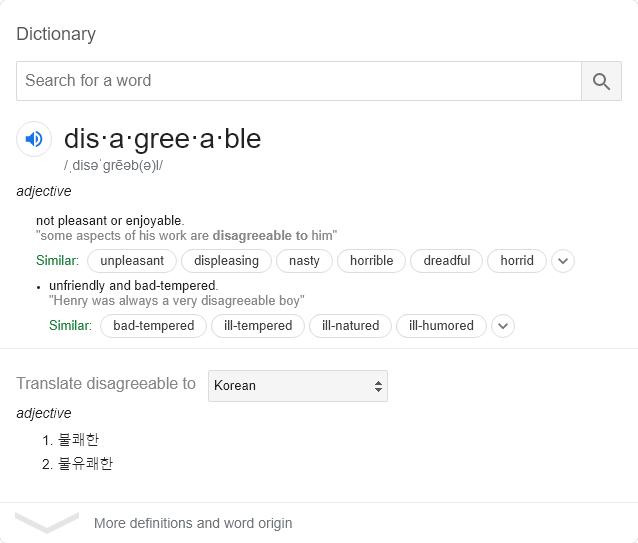 Dictionary
Search for a word
dis·a·gree·a·ble
/ˌdisəˈɡrēəb(ə)l/
adjective
not pleasant or enjoyable.
"some aspects of his work are disagreeable to him"
Similar: unpleasant displeasing nasty horrible dreadful horrid
• unfriendly and bad-tempered.
"Henry was always a very disagreeable boy"
Similar: bad-tempered ill-tempered ill-natured ill-humored
Translate disagreeable to Korean
adjective
1. 불쾌한
2. 불유쾌한
More definitions and word origin